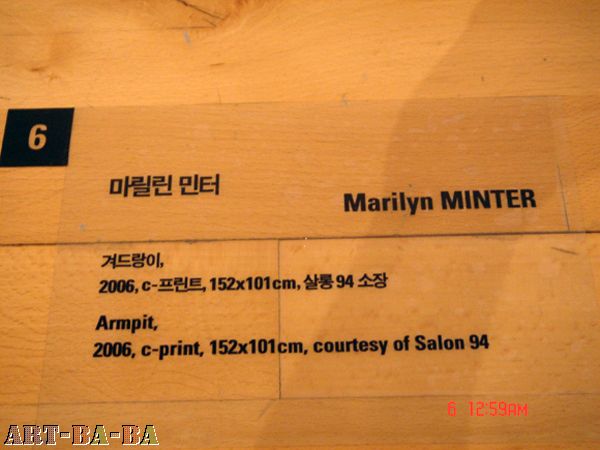 6
마릴린 민터
Marilyn MINTER
겨드랑이,
2006, c-프린트, 152x101cm, 살롱 94 소장
Armpit,
2006, c-print, 152x101cm, courtesy of Salon 94
6 12:59AM
ART-BA-BA